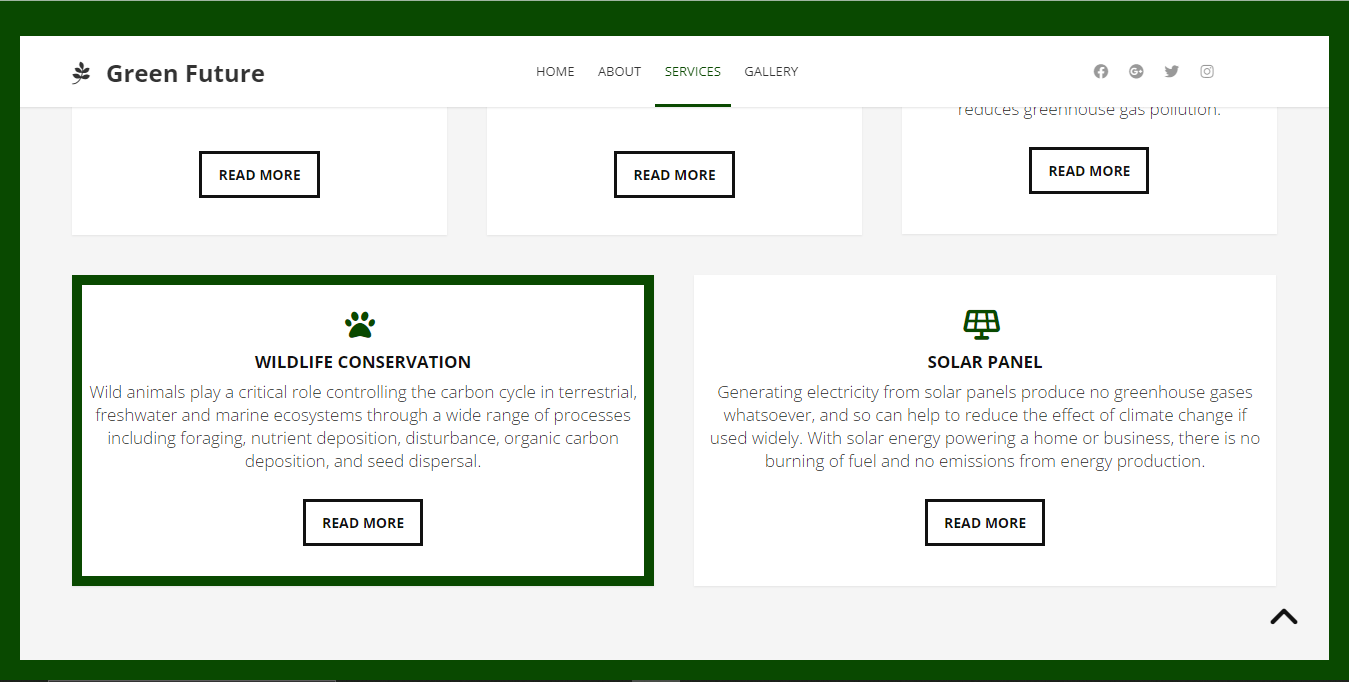 Green Future
HOME ABOUT SERVICES GALLERY
reduces greenhouse gas pollution.
READ MORE
READ MORE
READ MORE
WILDLIFE CONSERVATION
Wild animals play a critical role controlling the carbon cycle in terrestrial,
freshwater and marine ecosystems through a wide range of processes
including foraging, nutrient deposition, disturbance, organic carbon
deposition, and seed dispersal.
READ MORE
SOLAR PANEL
Generating electricity from solar panels produce no greenhouse gases
whatsoever, and so can help to reduce the effect of climate change if
used widely. With solar energy powering a home or business, there is no
burning of fuel and no emissions from energy production.
READ MORE